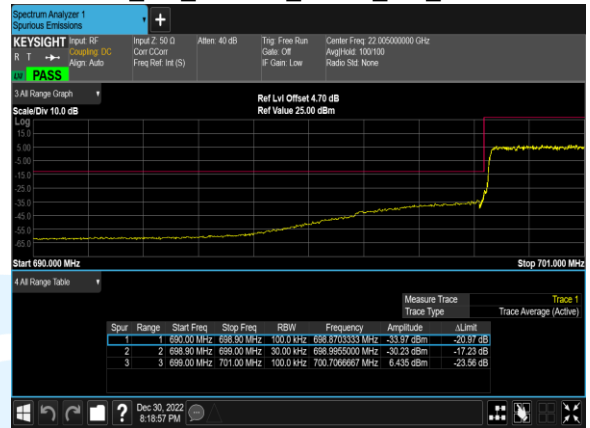 Spectrum Analyzer 1
Spurious Emissions
KEYSIGHT Input: RF Input Z: 50 Ω Atten: 40 dB Trig: Free Run Center Freq: 22.005000000 GHz
R T Coupling: DC Corr CCorr Gate: Off Avg|Hold: 100/100
Align: Auto Freq Ref: Int (S) IF Gain: Low Radio Std: None
PASS
3 All Range Graph
Ref Lvl Offset 4.70 dB
Scale/Div 10.0 dB Ref Value 25.00 dBm
Log
15.0
5.00
-5.00
-15.0
-25.0
-35.0
-45.0
-55.0
-65.0
Start 690.000 MHz Stop 701.000 MHz
4 All Range Table
Measure Trace Trace 1
Trace Type Trace Average (Active)
Spur Range Start Freq Stop Freq RBW Frequency Amplitude ΔLimit
1 1 690.00 MHz 698.90 MHz 100.0 kHz 698.8703333 MHz -33.97 dBm -20.97 dB
2 2 698.90 MHz 699.00 MHz 30.00 kHz 698.9955000 MHz -30.23 dBm -17.23 dB
3 3 699.00 MHz 701.00 MHz 100.0 kHz 700.7066667 MHz 6.435 dBm -23.56 dB
Dec 30, 2022
8:18:57 PM